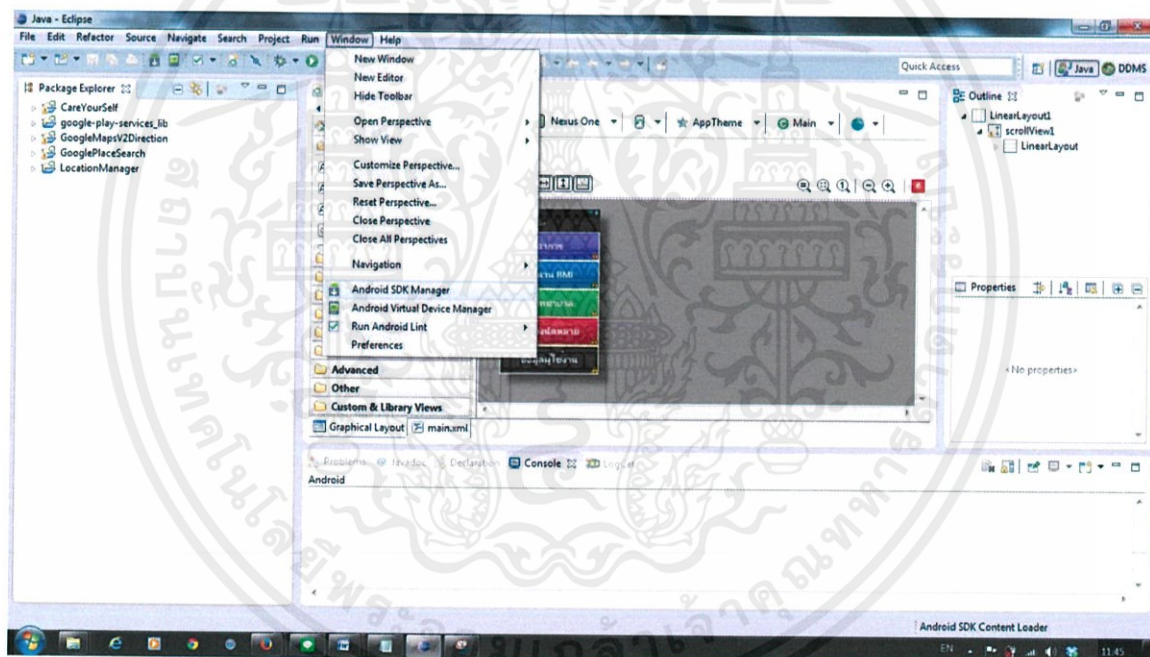 Java - Eclipse
File Edit Refactor Source Navigate Search Project Run Window Help
Quick Access
Java
DDMS
New Window
New Editor
Hide Toolbar
Open Perspective
Show View
Customize Perspective...
Save Perspective As...
Reset Perspective...
Close Perspective
Close All Perspectives
Navigation
Android SDK Manager
Android Virtual Device Manager
Run Android Lint
Preferences
Package Explorer
CareYourSelf
google-play-services_lib
GoogleMapsV2Direction
GooglePlaceSearch
LocationManager
Nexus One
AppTheme
Main
BMI
Advanced
Other
Custom & Library Views
Graphical Layout
main.xml
Outline
LinearLayout1
scrollView1
LinearLayout
Properties
<No properties>
Problems
Javadoc
Declaration
Console
LogCat
Android
Android SDK Content Loader
EN
11:45